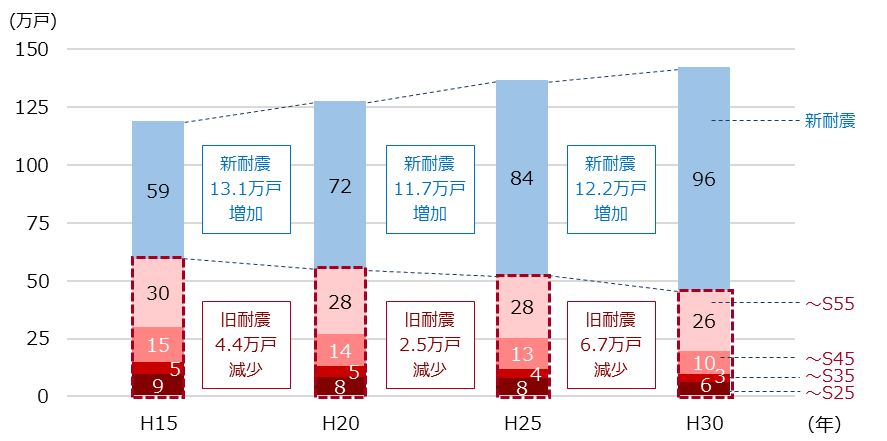 (万戸)
150
125
100
75
50
25
0
59
30
15
5
9
72
28
14
5
8
84
28
13
4
8
96
26
10
3
6
新耐震
13.1万戸
増加
新耐震
11.7万戸
増加
新耐震
12.2万戸
増加
旧耐震
4.4万戸
減少
旧耐震
2.5万戸
減少
旧耐震
6.7万戸
減少
新耐震
～S55
～S45
～S35
～S25
H15
H20
H25
H30
(年)